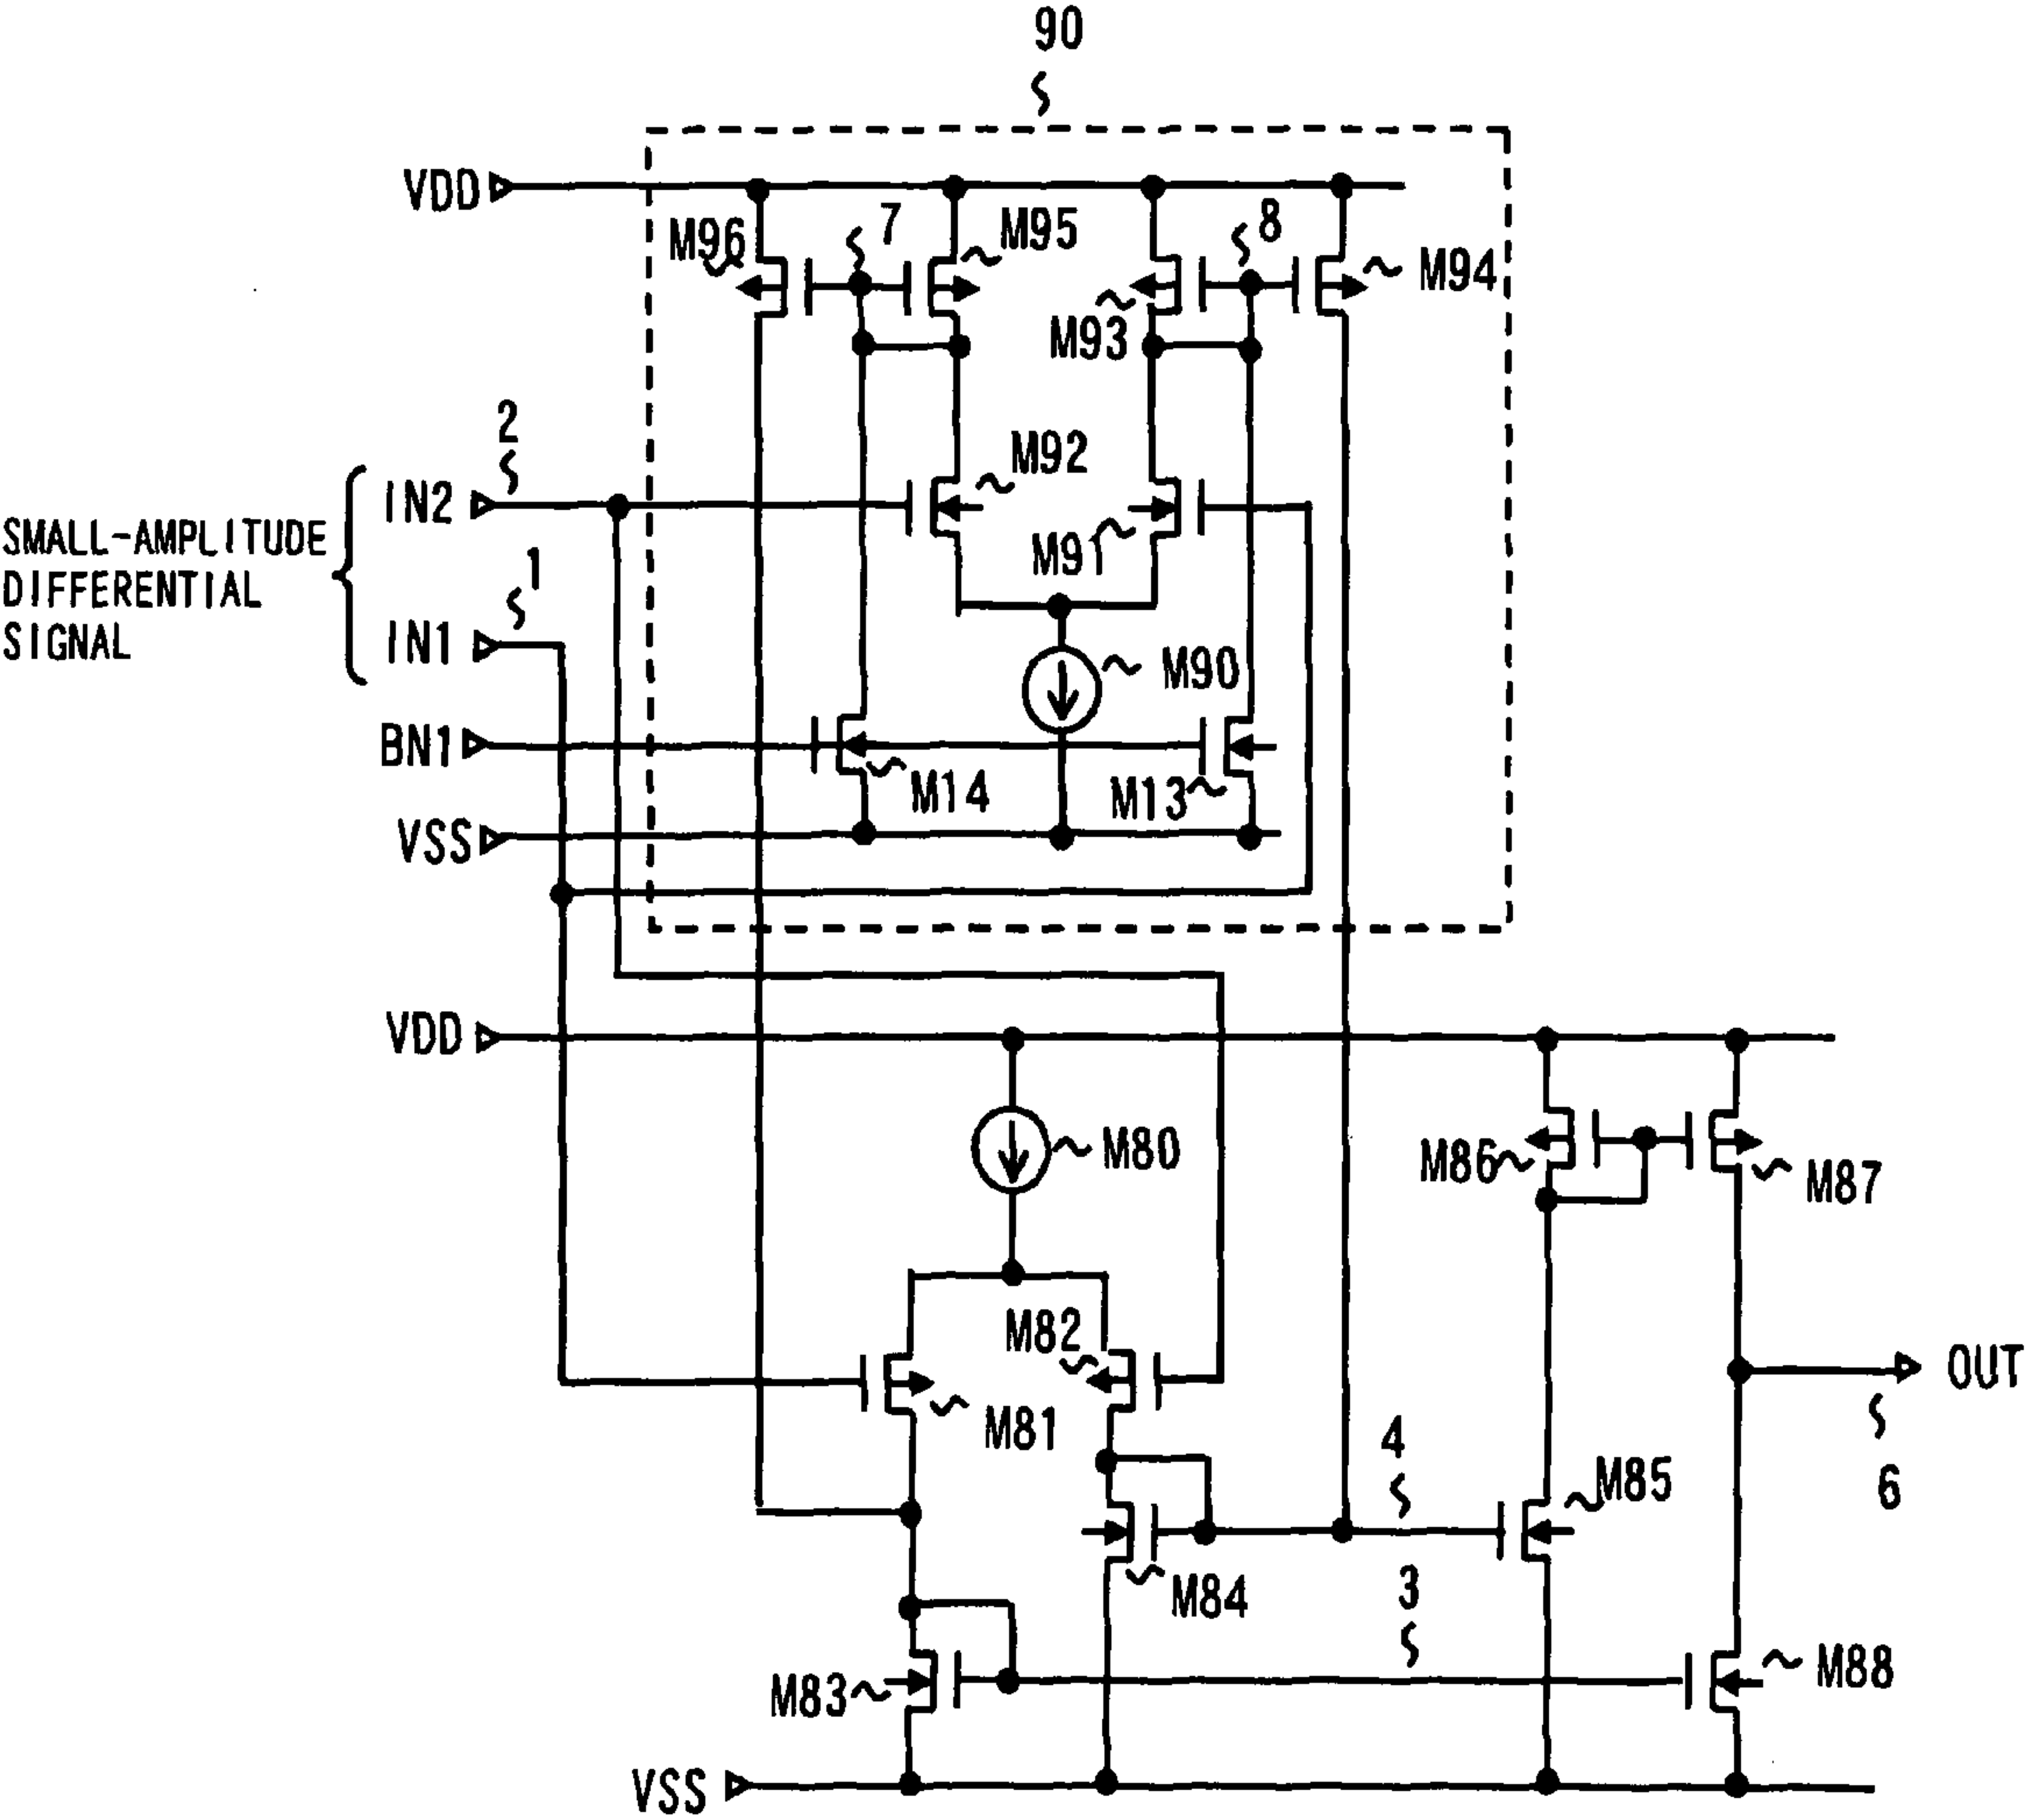 90
VDD
M96
7
M95
8
M94
M93
2
M92
IN2
SMALL-AMPLITUDE
DIFFERENTIAL
SIGNAL
1
M91
IN1
M90
BN1
M14
M13
VSS
VDD
M80
M86
M87
M82
OUT
M81
4
M85
6
M84
3
M83
M88
VSS